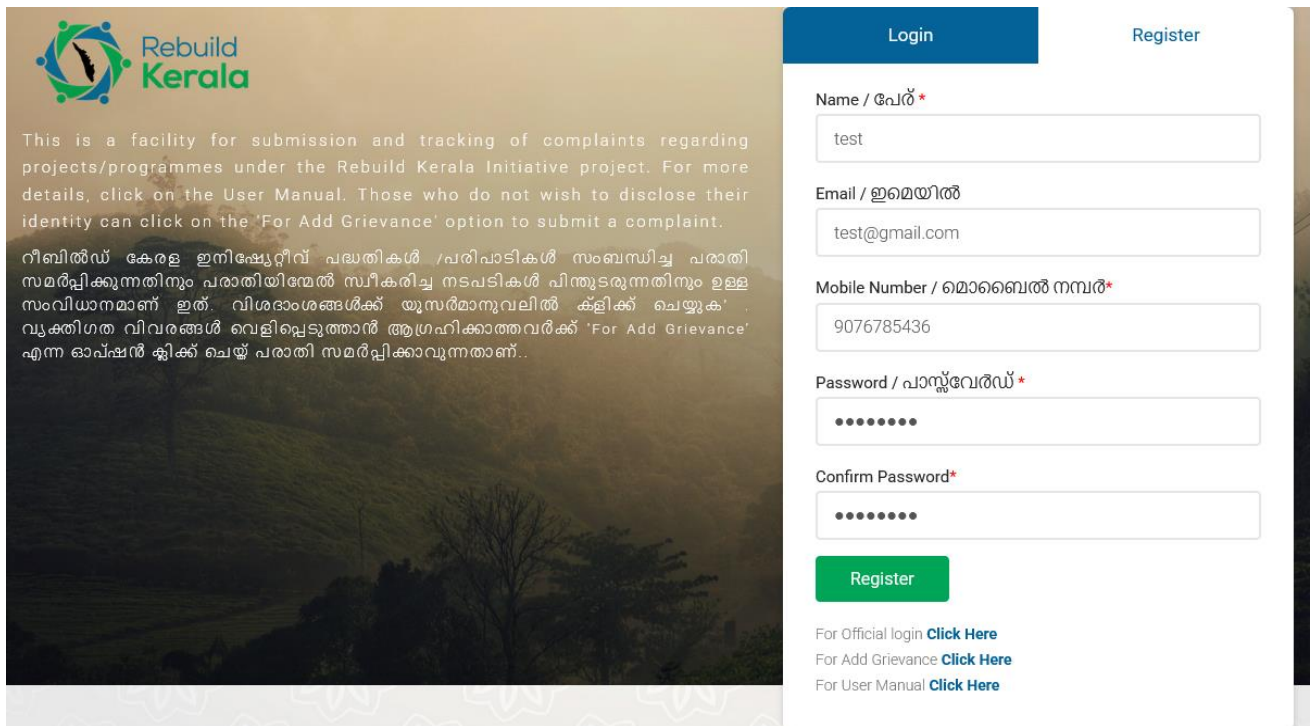 Rebuild
Kerala
This is a facility for submission and tracking of complaints regarding
projects/programmes under the Rebuild Kerala Initiative project. For more
details, click on the User Manual. Those who do not wish to disclose their
identity can click on the 'For Add Grievance' option to submit a complaint.
റീബിൽഡ് കേരള ഇനിഷ്യേറ്റീവ് പദ്ധതികൾ /പരിപാടികൾ സംബന്ധിച്ച പരാതി
സമർപ്പിക്കുന്നതിനും പരാതിയിന്മേൽ സ്വീകരിച്ച നടപടികൾ പിന്തുടരുന്നതിനും ഉള്ള
സംവിധാനമാണ് ഇത്. വിശദാംശങ്ങൾക്ക് യൂസർമാനുവലിൽ ക്ളിക്ക് ചെയ്യുക' .
വ്യക്തിഗത വിവരങ്ങൾ വെളിപ്പെടുത്താൻ ആഗ്രഹിക്കാത്തവർക്ക് 'For Add Grievance'
എന്ന ഓപ്ഷൻ ക്ലിക്ക് ചെയ്ത് പരാതി സമർപ്പിക്കാവുന്നതാണ്..
Login
Register
Name / പേര് *
test
Email / ഇമെയിൽ
test@gmail.com
Mobile Number / മൊബൈൽ നമ്പർ*
9076785436
Password / പാസ്സ്‌വേർഡ് *
••••••••
Confirm Password*
••••••••
Register
For Official login Click Here
For Add Grievance Click Here
For User Manual Click Here